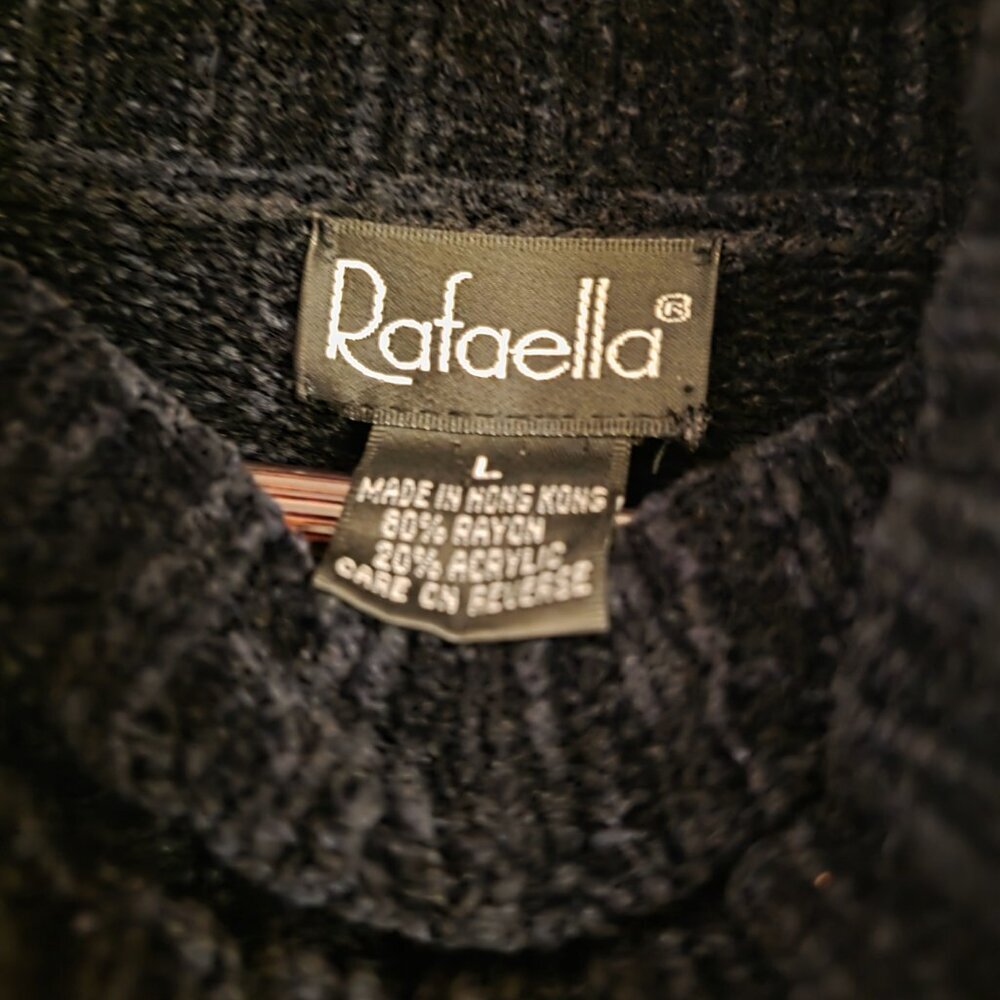 Rafaella®
L
MADE IN HONG KONG
80% RAYON
20% ACRYLIC
CARE ON REVERSE